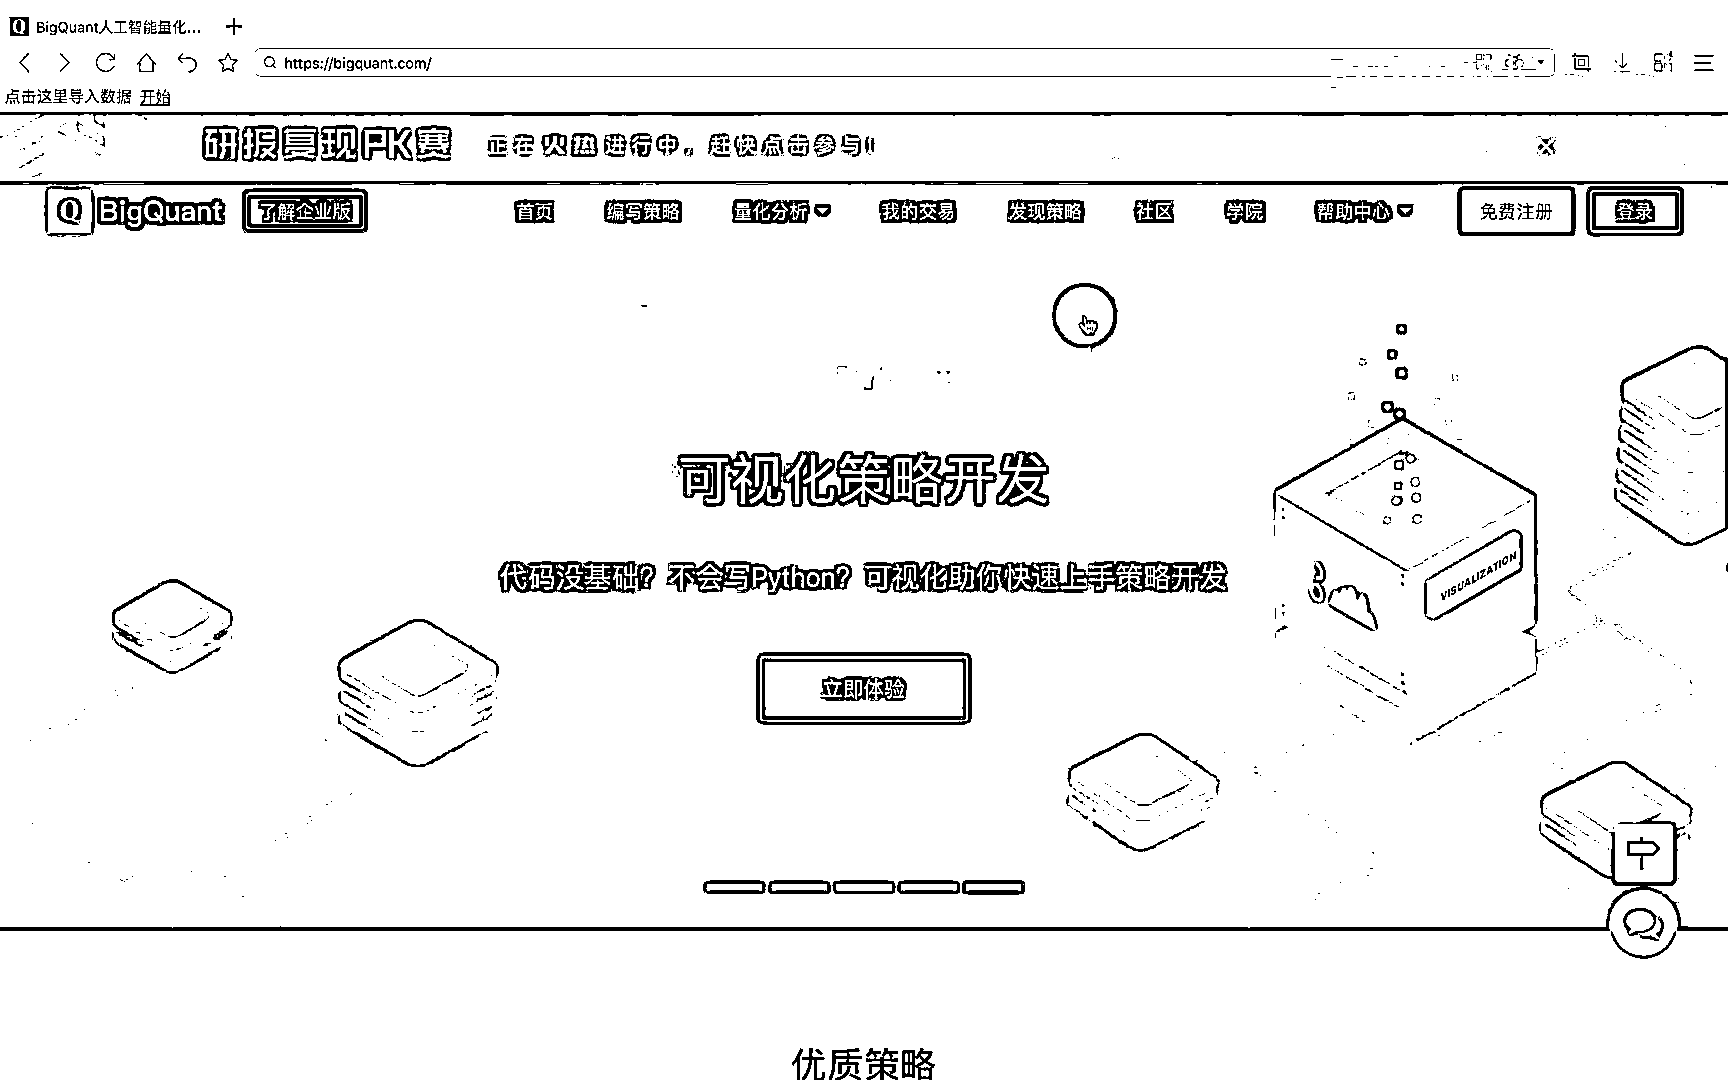 BigQuant人工智能量化...
https://bigquant.com/
点击这里导入数据 开始
研报复现PK赛 正在火热进行中。赶快点击参与!
BigQuant 了解企业版 首页 编写策略 量化分析 我的交易 发现策略 社区 学院 帮助中心 免费注册 登录
可视化策略开发
VISUALIZATION
代码没基础？不会写Python？可视化助你快速上手策略开发
立即体验
优质策略